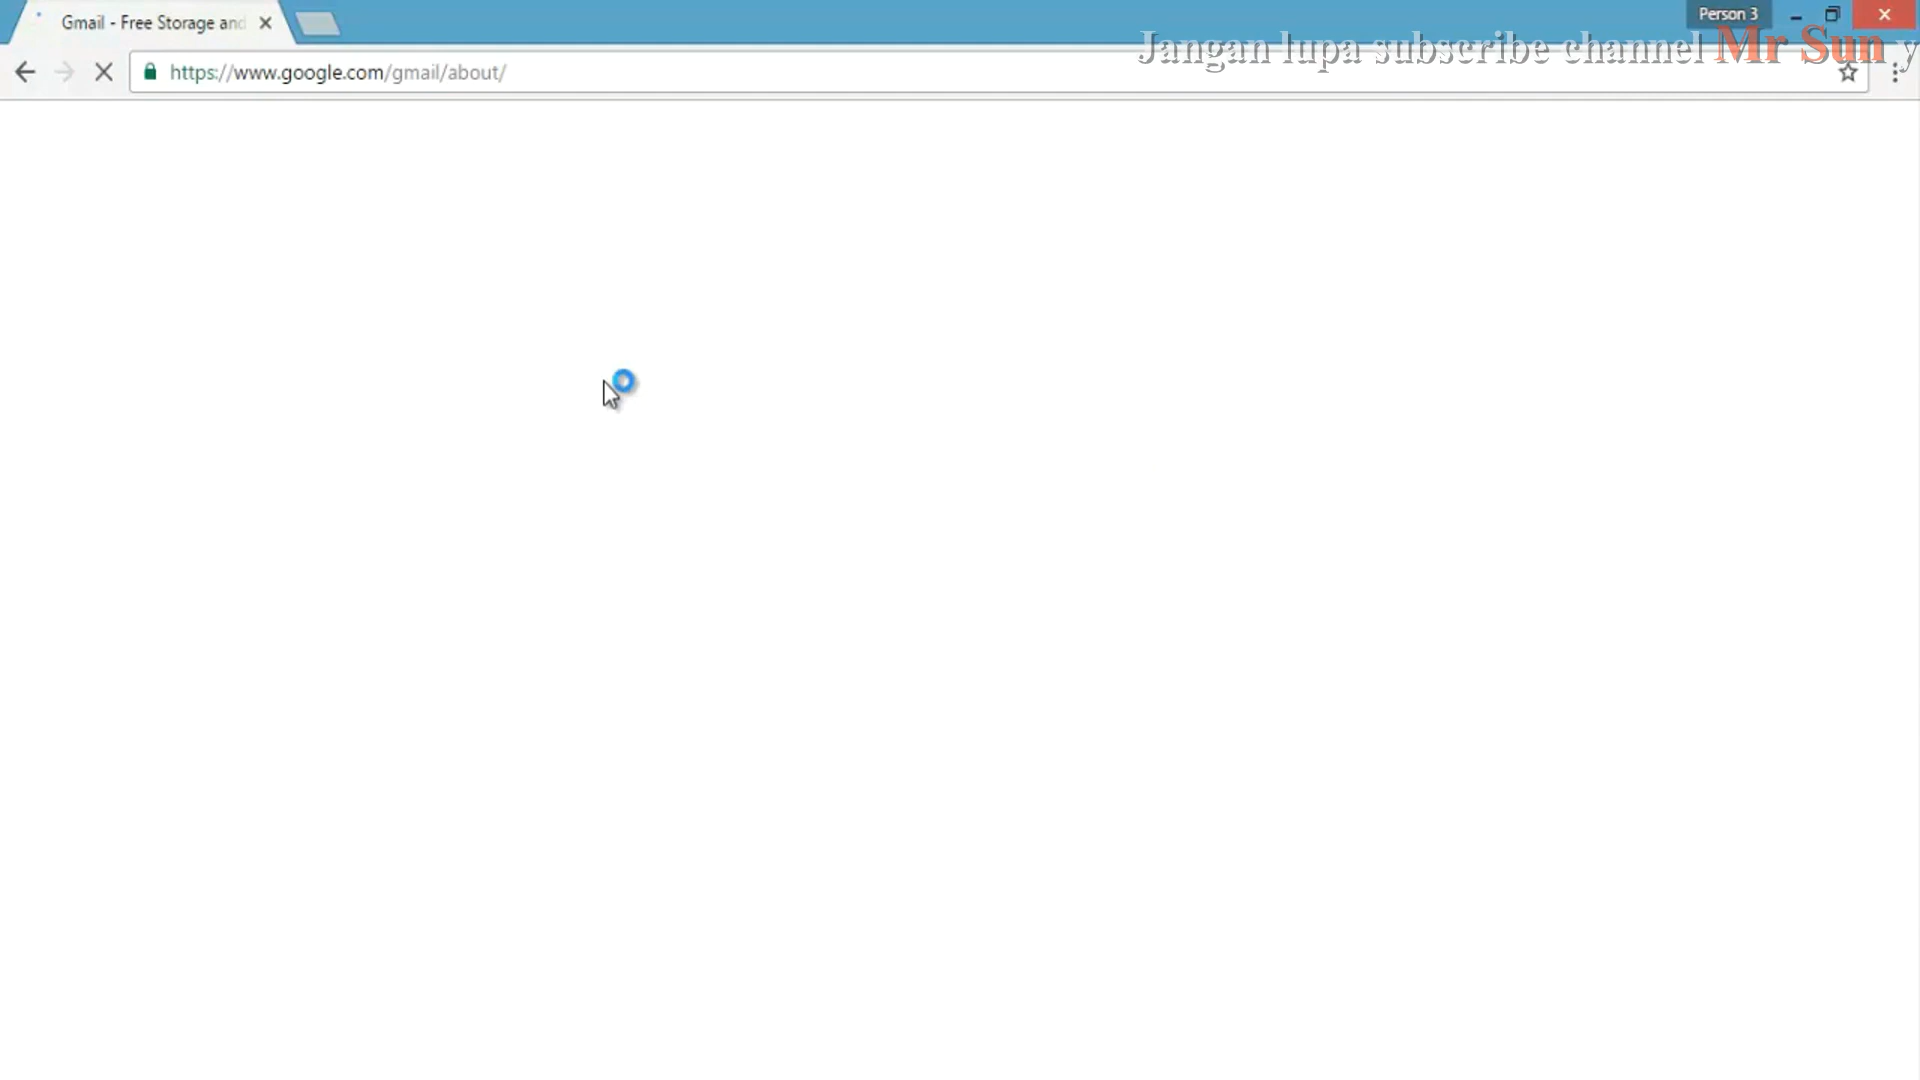 Gmail - Free Storage and
Person 3
Jangan lupa subscribe channel Mr Sun y
https://www.google.com/gmail/about/